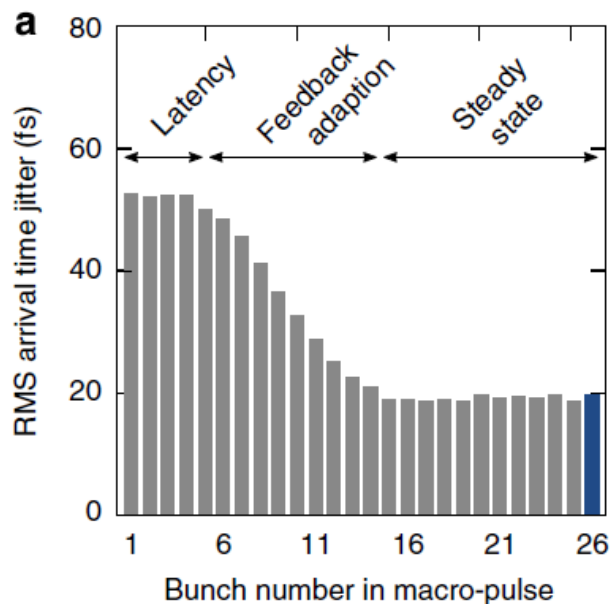 a
RMS arrival time jitter (fs)
80
60
40
20
0
Latency
Feedback
adaption
Steady
state
1 6 11 16 21 26
Bunch number in macro-pulse